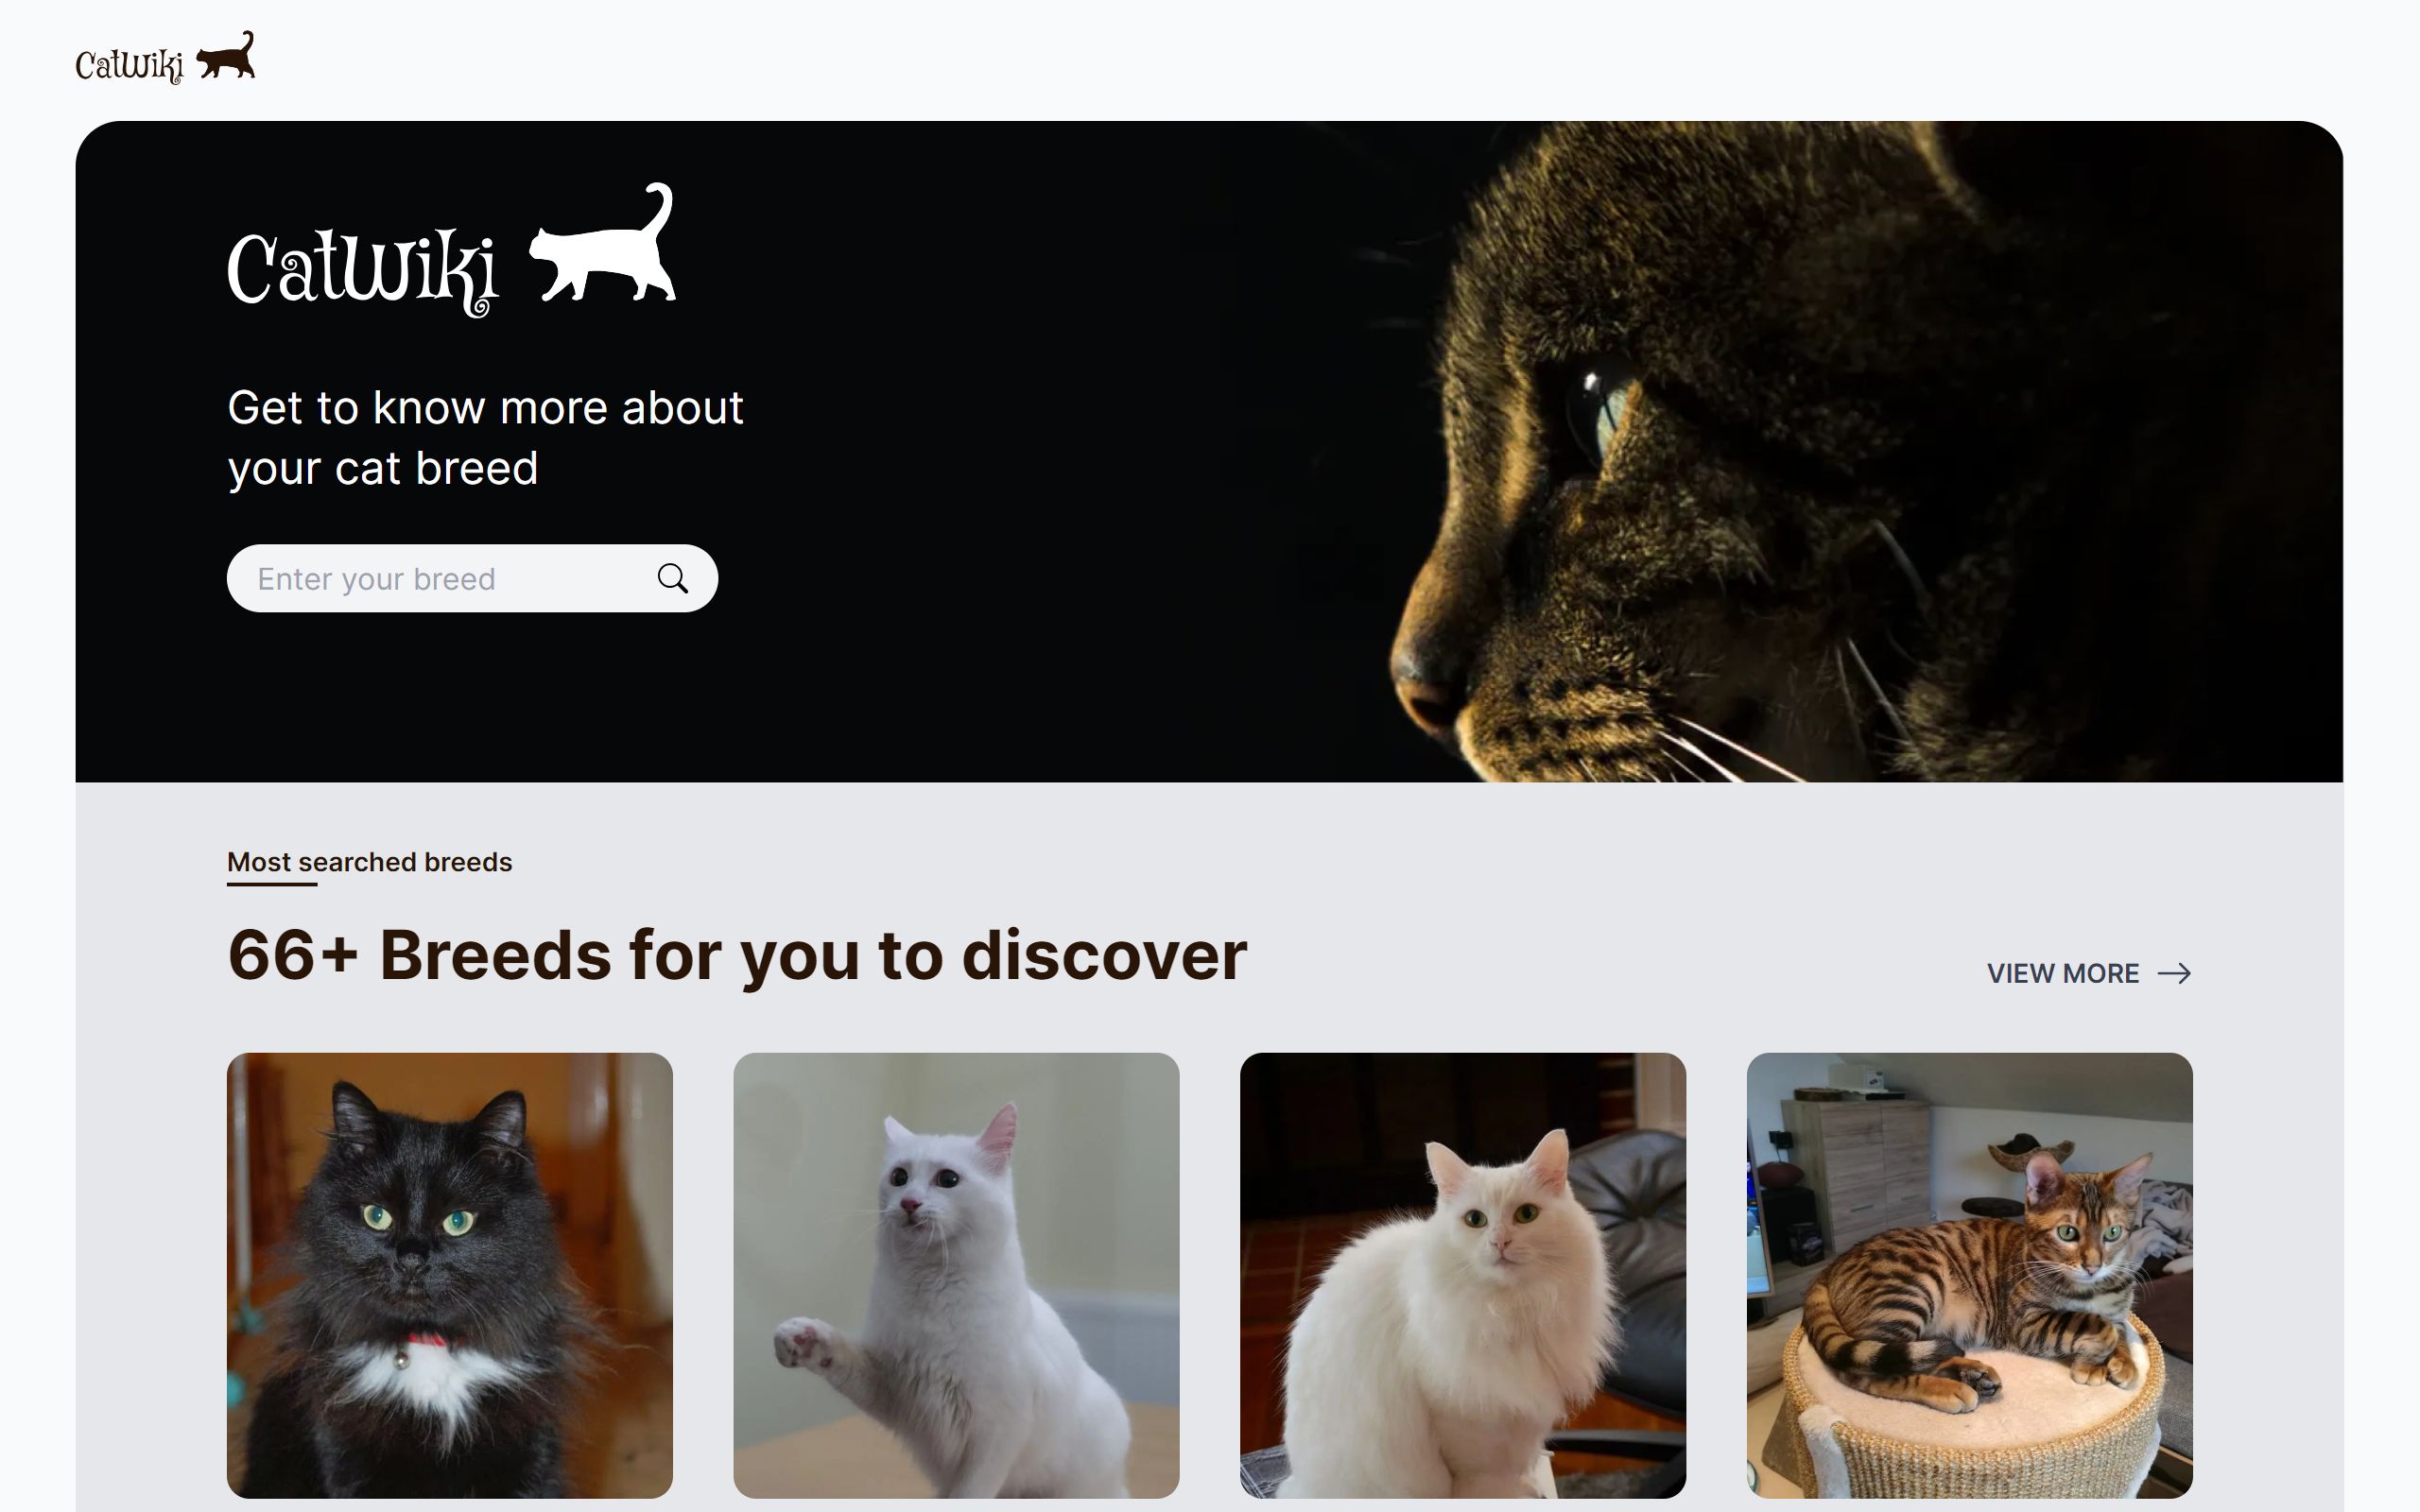 CatWiki
CatWiki
Get to know more about
your cat breed
Enter your breed
Most searched breeds
66+ Breeds for you to discover
VIEW MORE